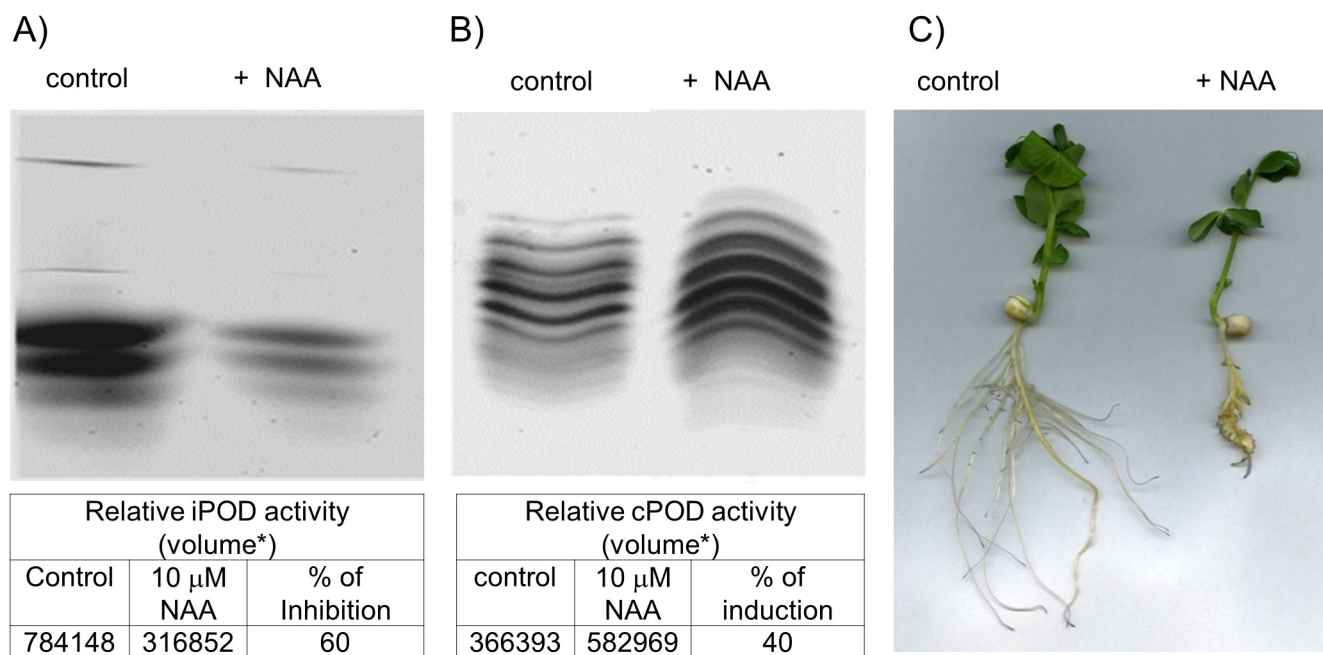 A)
control + NAA
B)
control + NAA
C)
control + NAA
Relative iPOD activity
(volume*)
Control 10 μM NAA % of Inhibition
784148 316852 60
Relative cPOD activity
(volume*)
control 10 μM NAA % of induction
366393 582969 40